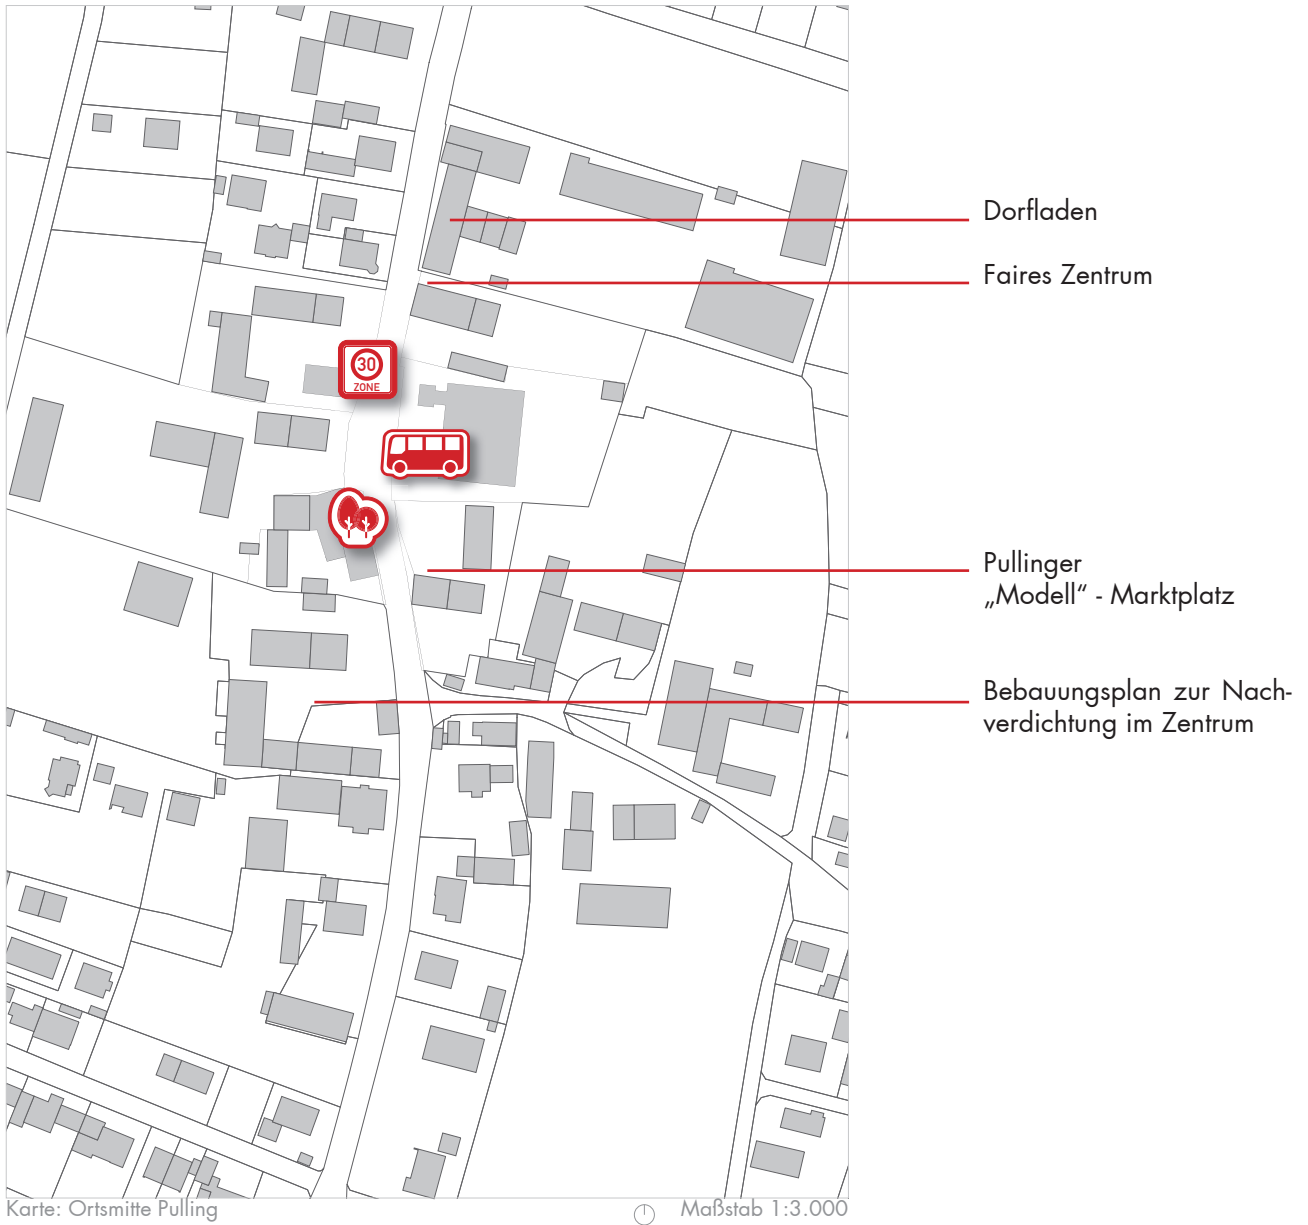 Dorfladen
Faires Zentrum
30
ZONE
Pullinger
„Modell“ - Marktplatz
Bebauungsplan zur Nach-
verdichtung im Zentrum
Karte: Ortsmitte Pulling
Maßstab 1:3.000